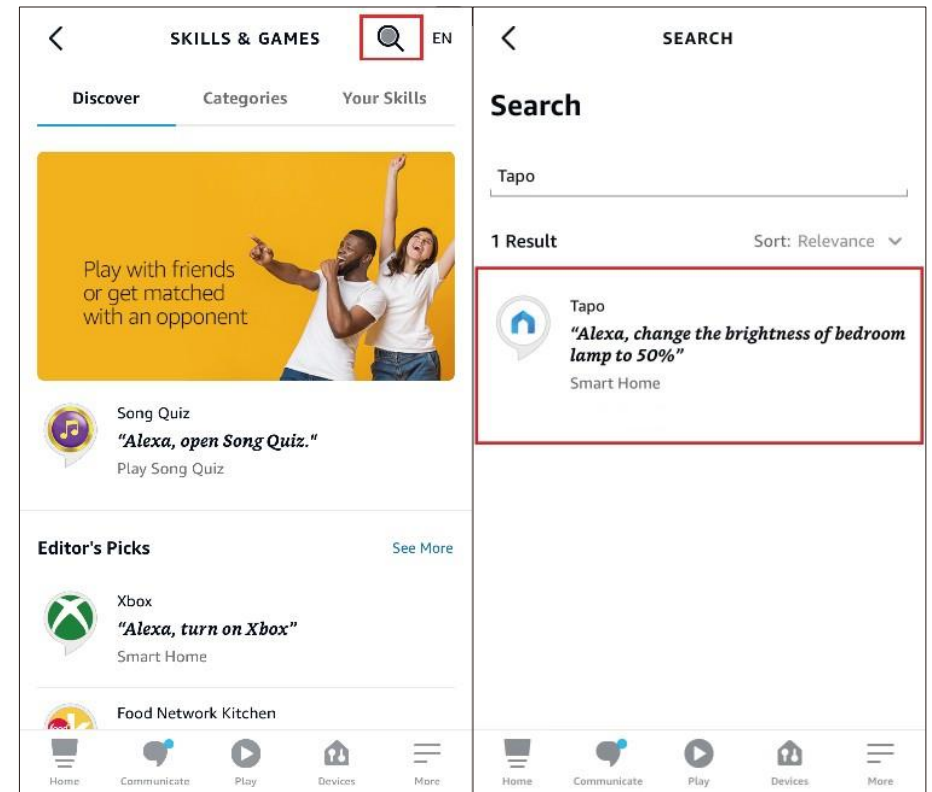 SKILLS & GAMES
EN
Discover
Categories
Your Skills
Play with friends
or get matched
with an opponent
Song Quiz
“Alexa, open Song Quiz."
Play Song Quiz
Editor's Picks
See More
Xbox
“Alexa, turn on Xbox”
Smart Home
food
Food Network Kitchen
Home
Communicate
Play
Devices
More
SEARCH
Search
Tapo
1 Result
Sort: Relevance
Tapo
“Alexa, change the brightness of bedroom
lamp to 50%”
Smart Home
Home
Communicate
Play
Devices
More